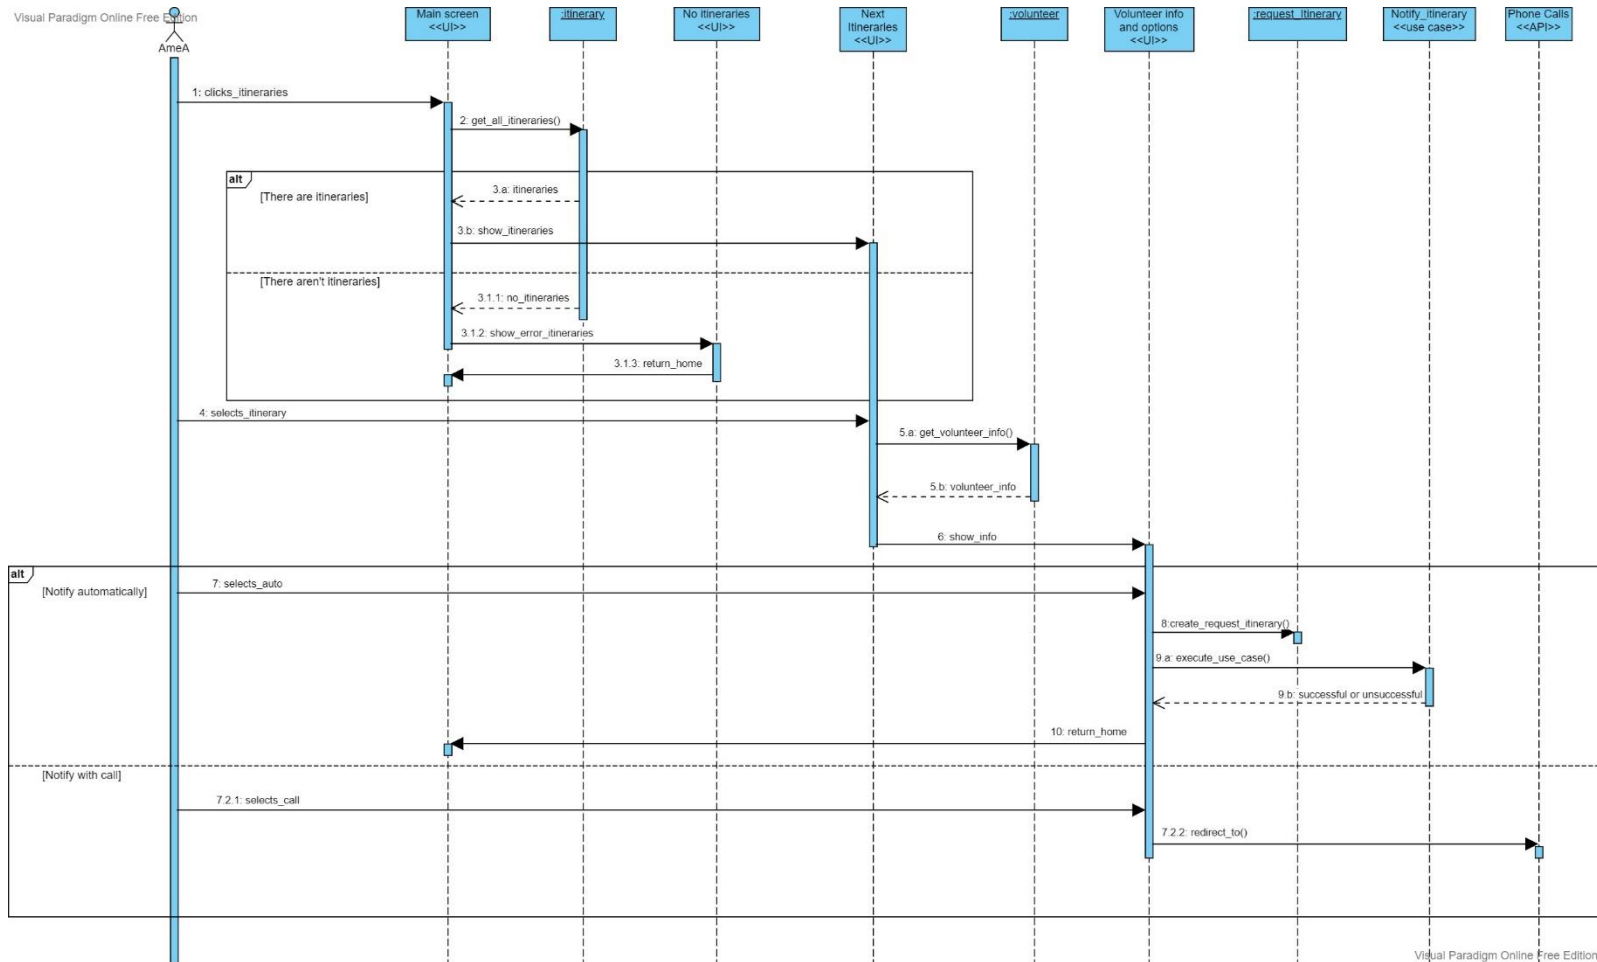 Visual Paradigm Online Free Edition
AmeA
Main screen
<<UI>>
:itinerary
No itineraries
<<UI>>
Next
Itineraries
<<UI>>
:volunteer
Volunteer info
and options
<<UI>>
:request_Itinerary
Notify_itinerary
<<use case>>
Phone Calls
<<API>>
1: clicks_itineraries
2: get_all_itineraries()
alt
[There are itineraries]
3.a: itineraries
3.b: show_itineraries
[There aren't Itineraries]
3.1.1: no_itineraries
3.1.2: show_error_itineraries
3.1.3: return_home
4: selects_itinerary
5.a: get_volunteer_info()
5.b: volunteer_info
6: show_info
alt
[Notify automatically]
7: selects_auto
8:create_request_itinerary()
9.a: execute_use_case()
9.b: successful or unsuccessful
10: return_home
[Notify with call]
7.2.1: selects_call
7.2.2: redirect_to()
Visual Paradigm Online Free Edition